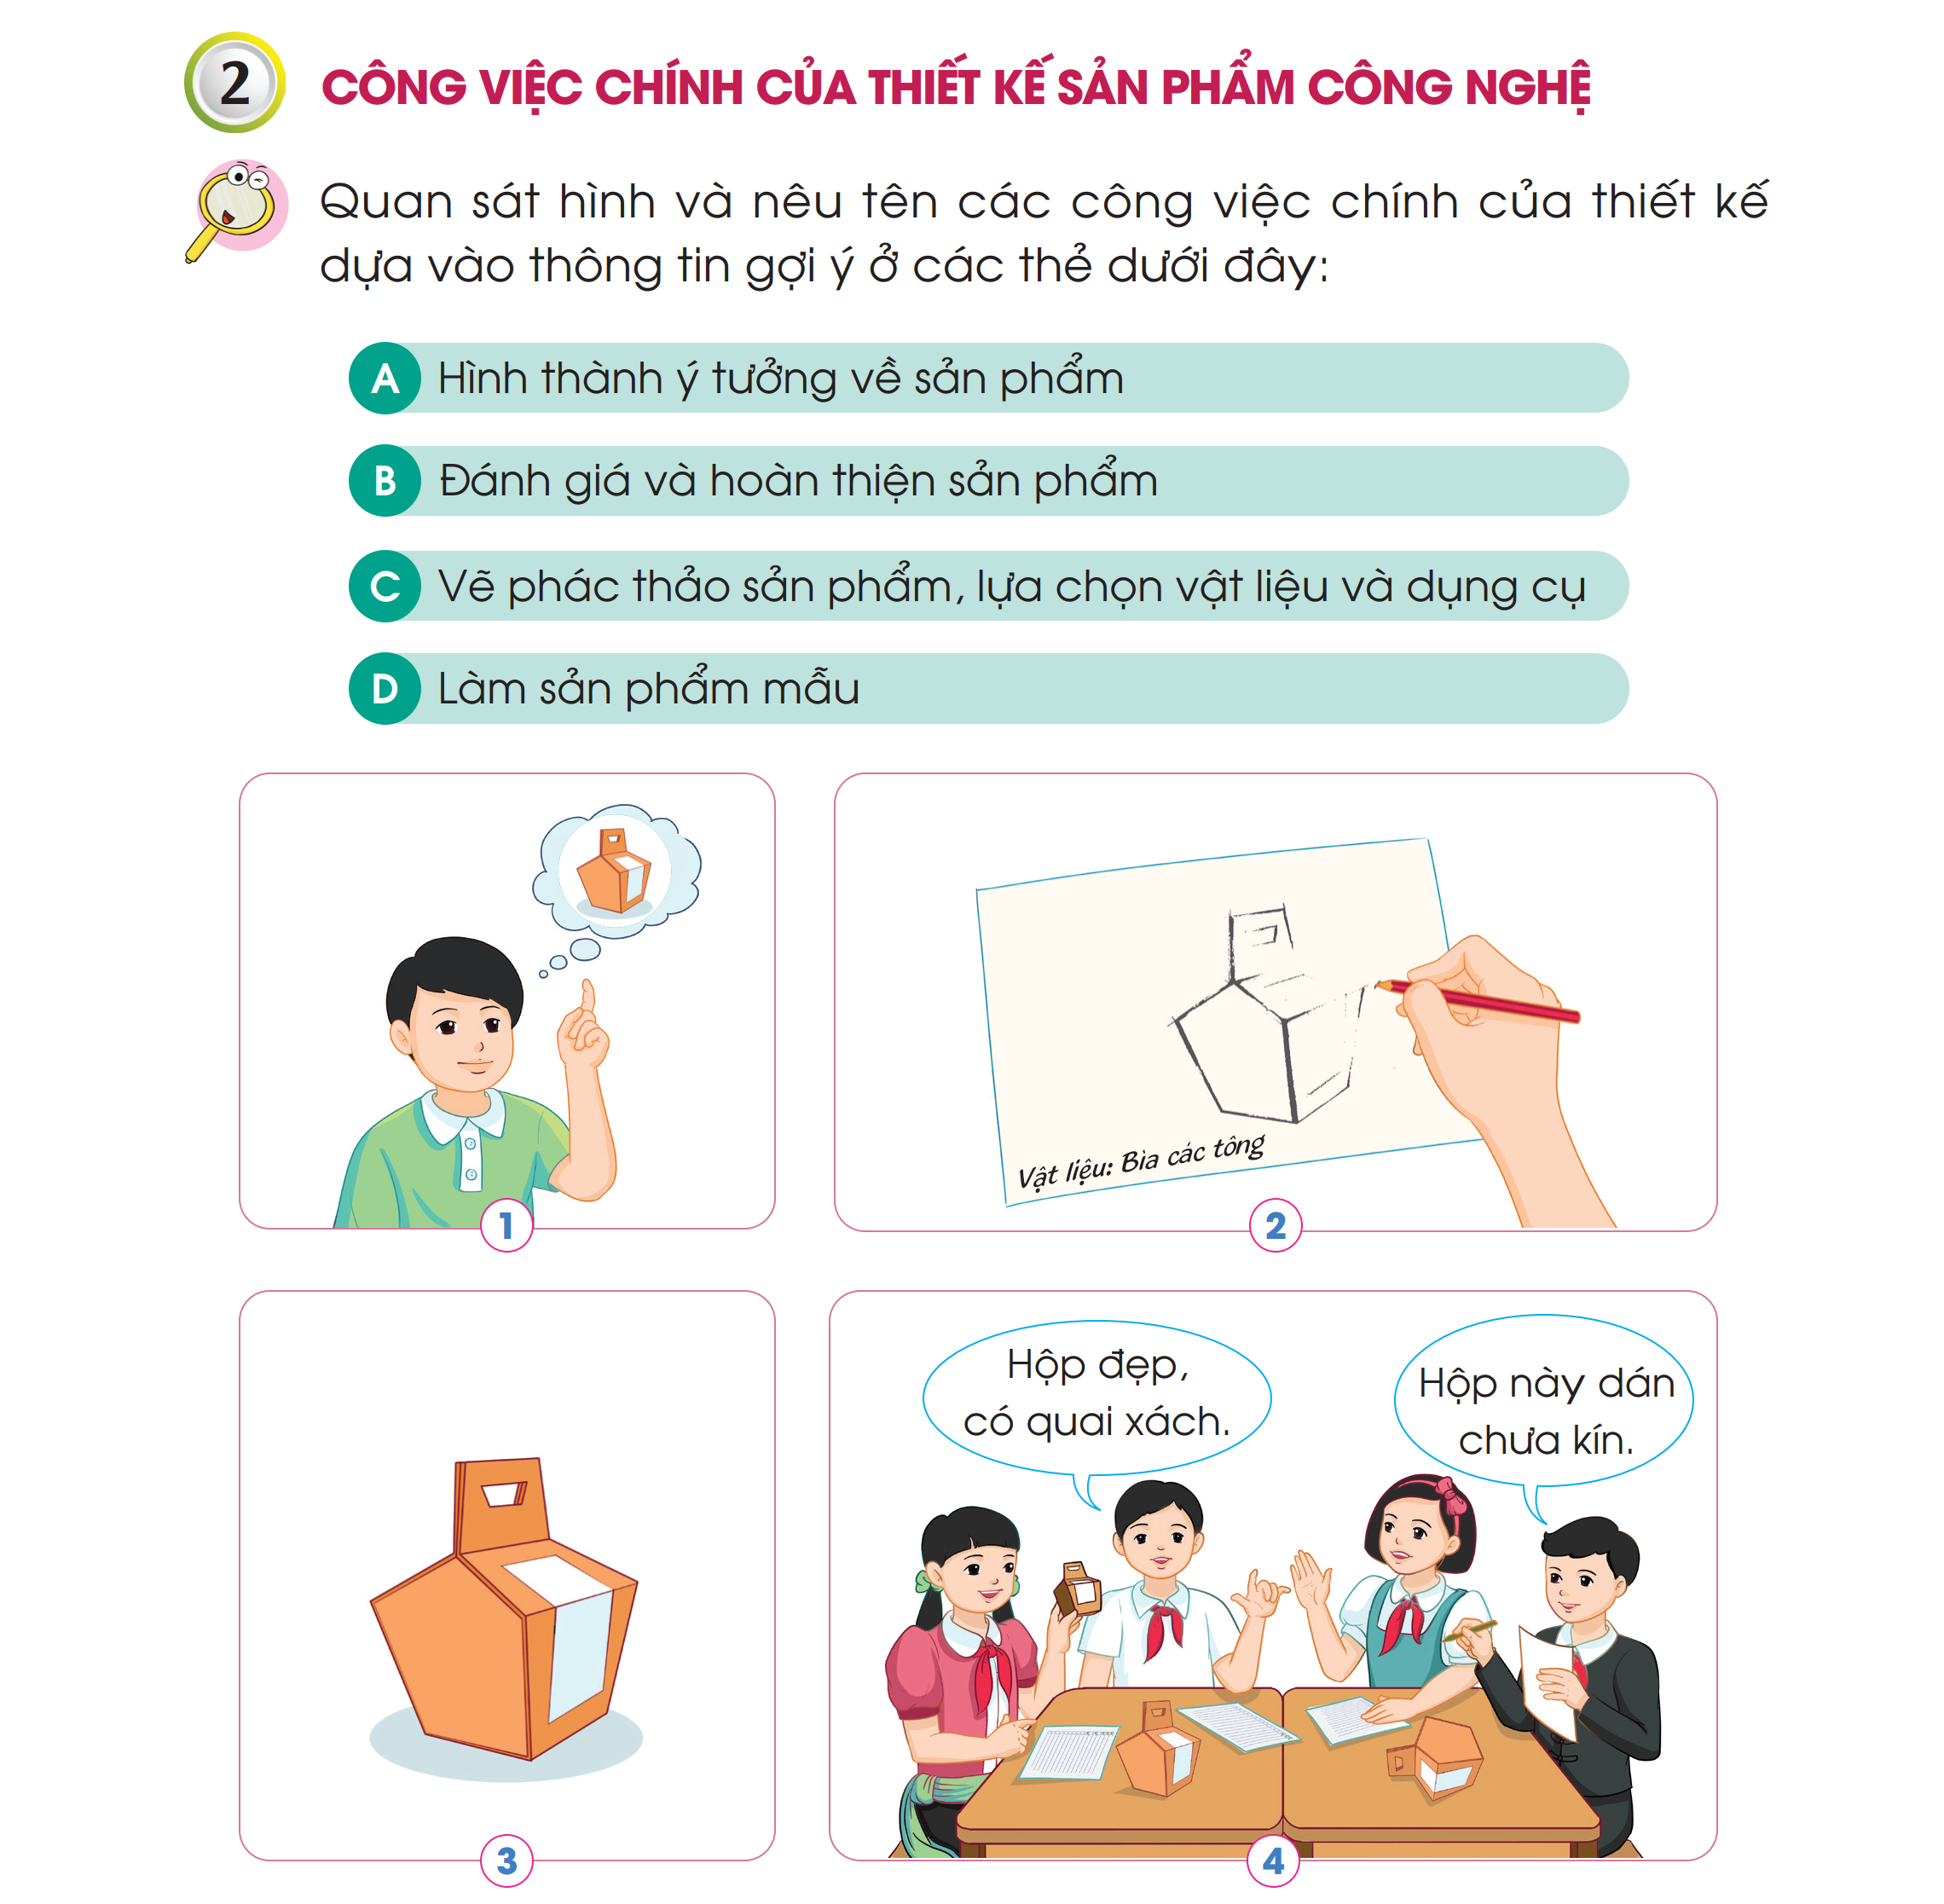 2
CÔNG VIỆC CHÍNH CỦA THIẾT KẾ SẢN PHẨM CÔNG NGHỆ
Quan sát hình và nêu tên các công việc chính của thiết kế
dựa vào thông tin gợi ý ở các thẻ dưới đây:
A Hình thành ý tưởng về sản phẩm
B Đánh giá và hoàn thiện sản phẩm
C Vẽ phác thảo sản phẩm, lựa chọn vật liệu và dụng cụ
D Làm sản phẩm mẫu
Vật liệu: Bìa các tông
1
2
Hộp đẹp,
có quai xách.
Hộp này dán
chưa kín.
3
4